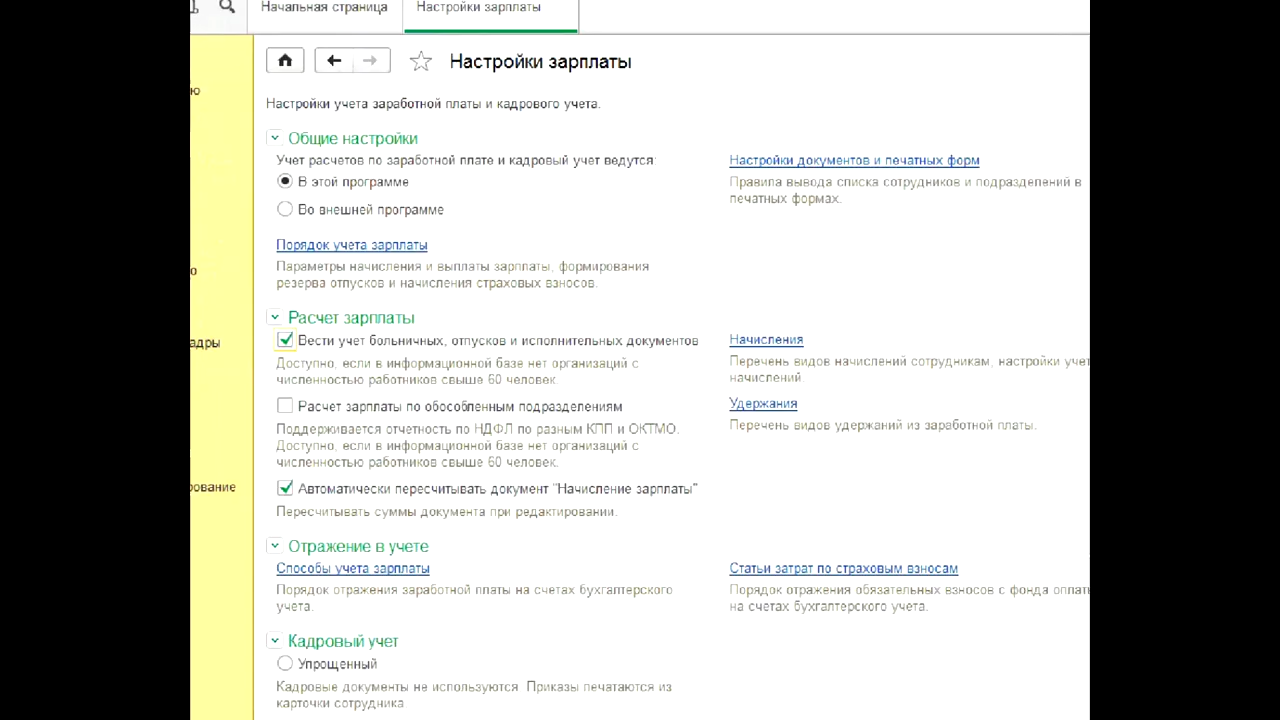 Начальная страница
Настройки зарплаты
ю
о
адры
рование
Настройки зарплаты
Настройки учета заработной платы и кадрового учета.
Общие настройки
Учет расчетов по заработной плате и кадровый учет ведутся:
В этой программе
Во внешней программе
Порядок учета зарплаты
Параметры начисления и выплаты зарплаты, формирования
резерва отпусков и начисления страховых взносов.
Настройки документов и печатных форм
Правила вывода списка сотрудников и подразделений в
печатных формах.
Расчет зарплаты
Вести учет больничных, отпусков и исполнительных документов
Доступно, если в информационной базе нет организаций с
численностью работников свыше 60 человек.
Расчет зарплаты по обособленным подразделениям
Поддерживается отчетность по НДФЛ по разным КПП и ОКТМО.
Доступно, если в информационной базе нет организаций с
численностью работников свыше 60 человек.
Автоматически пересчитывать документ "Начисление зарплаты"
Пересчитывать суммы документа при редактировании.
Начисления
Перечень видов начислений сотрудникам, настройки учет
начислений.
Удержания
Перечень видов удержаний из заработной платы.
Отражение в учете
Способы учета зарплаты
Порядок отражения заработной платы на счетах бухгалтерского
учета.
Статьи затрат по страховым взносам
Порядок отражения обязательных взносов с фонда оплаты
на счетах бухгалтерского учета.
Кадровый учет
Упрощенный
Кадровые документы не используются. Приказы печатаются из
карточки сотрудника